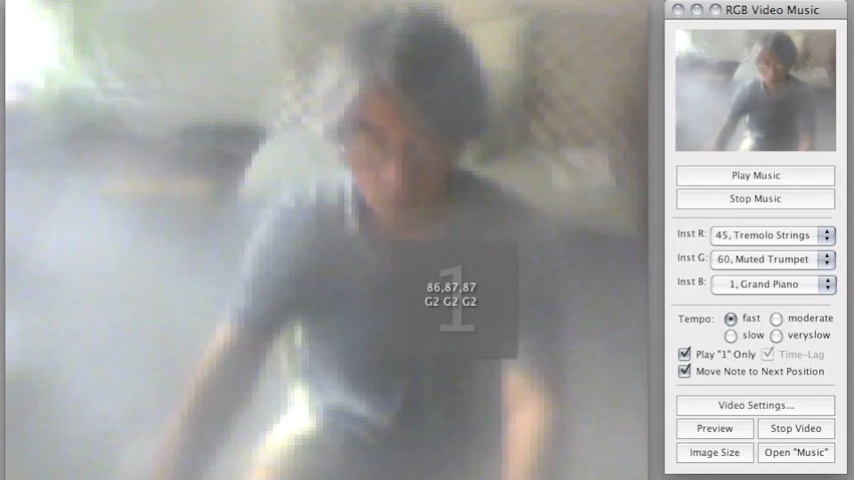 RGB Video Music
Play Music
Stop Music
Inst R: 45, Tremolo Strings
Inst G: 60, Muted Trumpet
Inst B: 1, Grand Piano
Tempo: fast moderate
slow veryslow
Play "1" Only Time-Lag
Move Note to Next Position
Video Settings...
Preview Stop Video
Image Size Open "Music"
1
86,87,87
G2 G2 G2